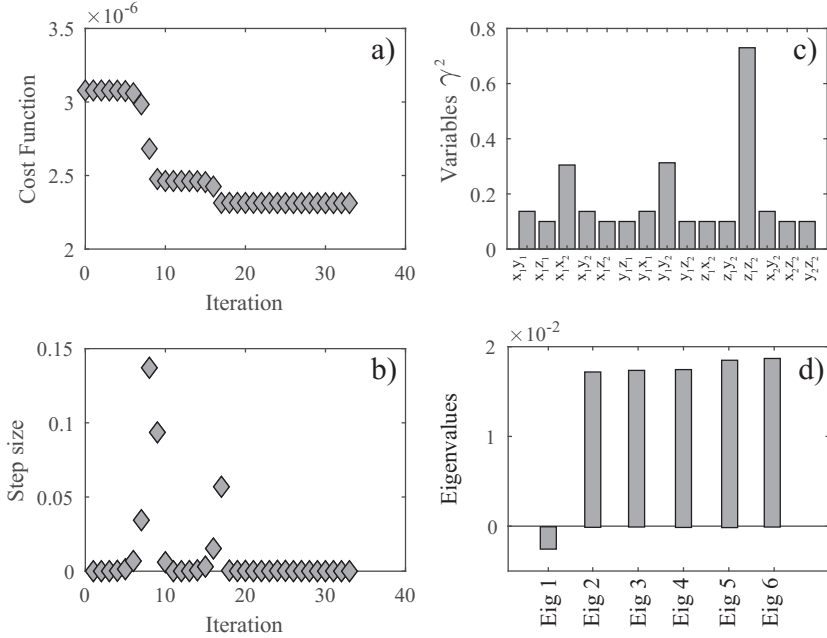 ×10⁻⁶
a)
3.5
3
2.5
2
Cost Function
0
10
20
30
40
Iteration
c)
0.8
0.6
0.4
0.2
0
Variables γ²
x₁y₁
x₁z₁
x₁x₂
x₁y₂
x₁z₂
y₁z₁
y₁x₁
y₁y₂
y₁z₂
z₁x₂
z₁y₂
z₁z₂
x₂y₂
x₂z₂
y₂z₂
b)
0.15
0.1
0.05
0
Step size
0
10
20
30
40
Iteration
×10⁻²
d)
2
1
0
Eigenvalues
Eig 1
Eig 2
Eig 3
Eig 4
Eig 5
Eig 6